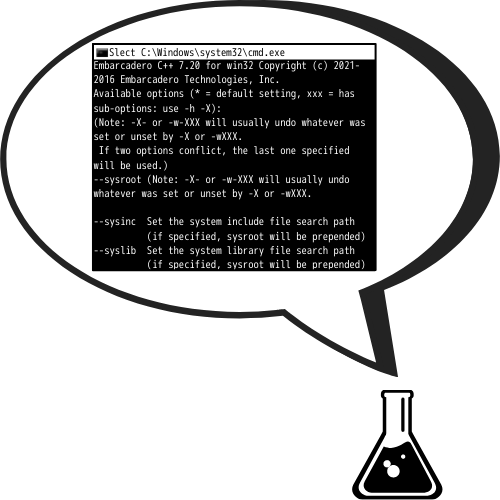 Slect C:\Windows\system32\cmd.exe
Embarcadero C++ 7.20 for win32 Copyright (c) 2021-
2016 Embarcadero Technologies, Inc.
Available options (* = default setting, xxx = has
sub-options: use -h -X):
(Note: -X- or -w-XXX will usually undo whatever was
set or unset by -X or -wXXX.
If two options conflict, the last one specified
will be used.)
--sysroot (Note: -X- or -w-XXX will usually undo
whatever was set or unset by -X or -wXXX.
--sysinc Set the system include file search path
(if specified, sysroot will be prepended)
--syslib Set the system library file search path
(if specified, sysroot will be prepended)